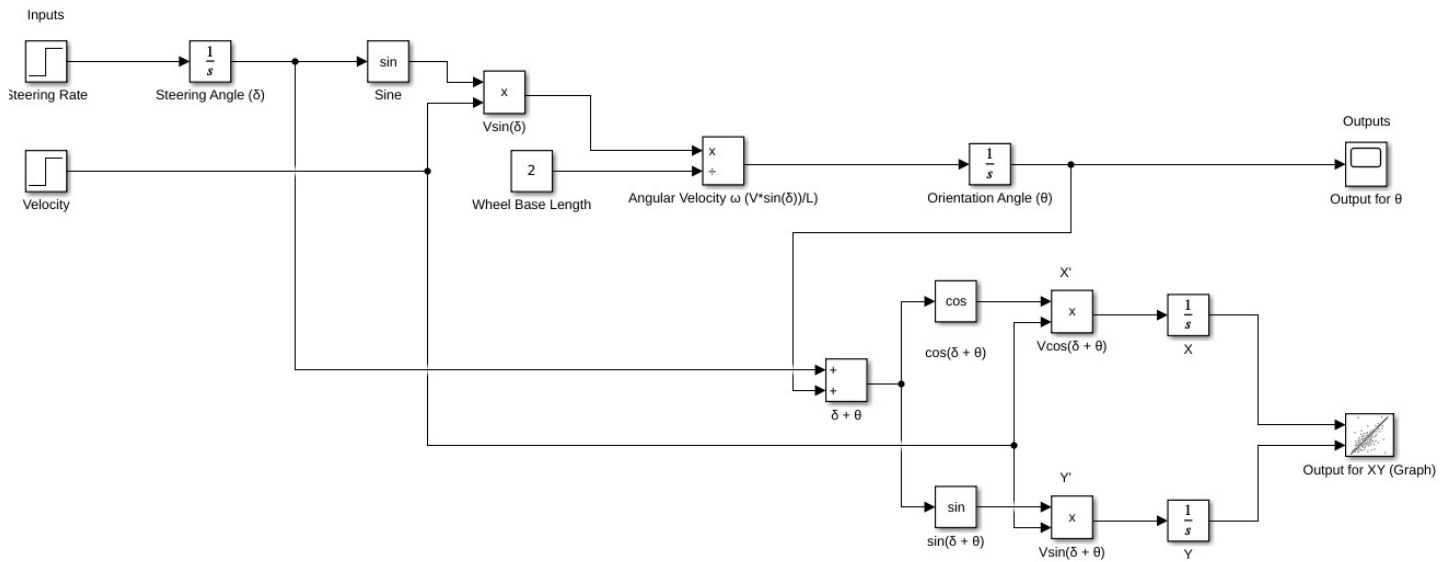 Inputs
1
s
sin
Steering Rate
Steering Angle (δ)
Sine
x
Vsin(δ)
Outputs
2
x
÷
1
s
Velocity
Wheel Base Length
Angular Velocity ω (V*sin(δ))/L)
Orientation Angle (θ)
Output for θ
X'
cos
x
1
s
cos(δ + θ)
Vcos(δ + θ)
X
+
+
δ + θ
Output for XY (Graph)
Y'
sin
x
1
s
sin(δ + θ)
Vsin(δ + θ)
Y